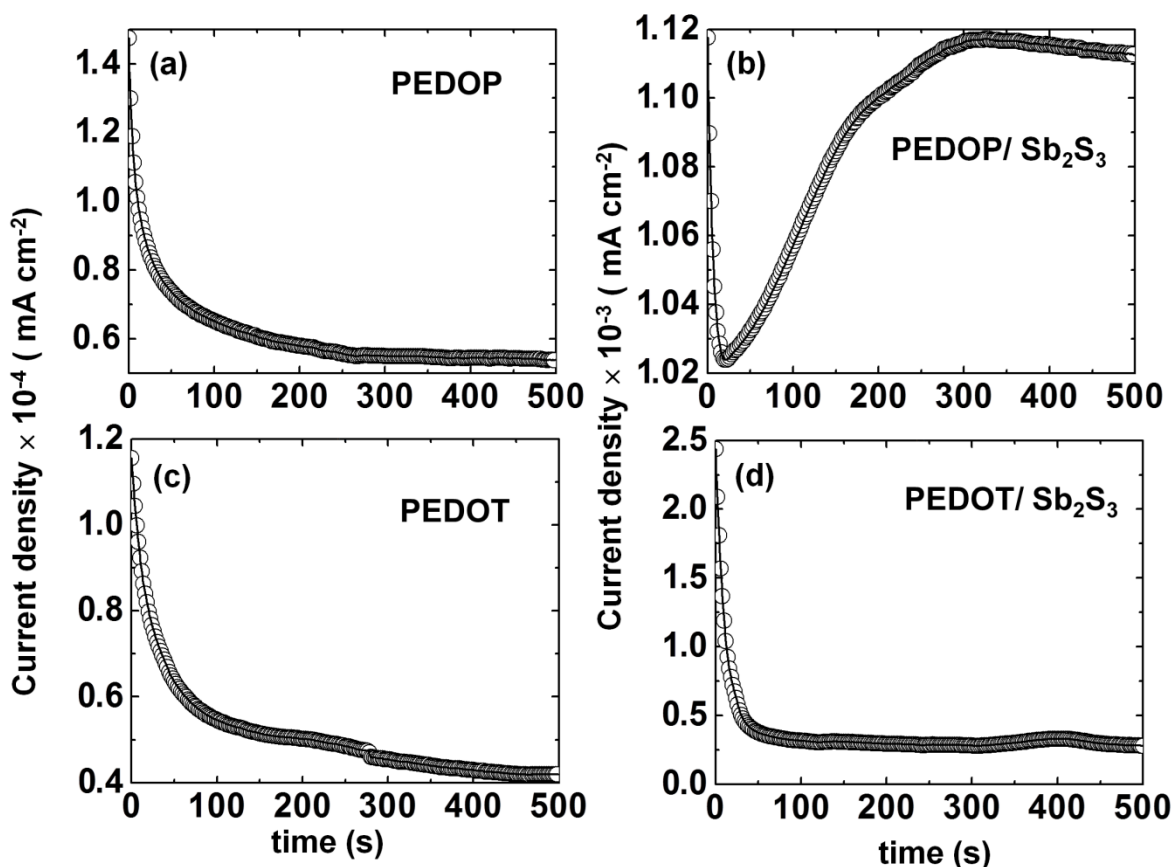 (a)
PEDOP
1.4
1.2
1.0
0.8
0.6
0 100 200 300 400 500
(b)
PEDOP/ Sb₂S₃
1.12
1.10
1.08
1.06
1.04
1.02
0 100 200 300 400 500
(c)
PEDOT
1.2
1.0
0.8
0.6
0.4
0 100 200 300 400 500
time (s)
Current density × 10⁻⁴ ( mA cm⁻²)
(d)
PEDOT/ Sb₂S₃
2.5
2.0
1.5
1.0
0.5
0.0
0 100 200 300 400 500
time (s)
Current density × 10⁻³ ( mA cm⁻²)